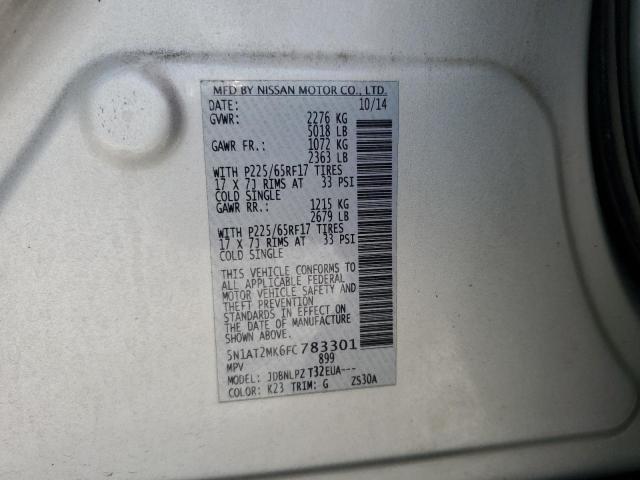 MFD BY NISSAN MOTOR CO., LTD.
DATE: 10/14
GVWR: 2276 KG
5018 LB
GAWR FR.: 1072 KG
2363 LB
WITH P225/65RF17 TIRES
17 X 7J RIMS AT 33 PSI
COLD SINGLE
GAWR RR.: 1215 KG
2679 LB
WITH P225/65RF17 TIRES
17 X 7J RIMS AT 33 PSI
COLD SINGLE
THIS VEHICLE CONFORMS TO
ALL APPLICABLE FEDERAL
MOTOR VEHICLE SAFETY AND
THEFT PREVENTION
STANDARDS IN EFFECT ON
THE DATE OF MANUFACTURE
SHOWN ABOVE.
5N1AT2MK6FC783301
MPV 899
MODEL: JDBNLPZ T32EUA---
COLOR: K23 TRIM: G ZS30A